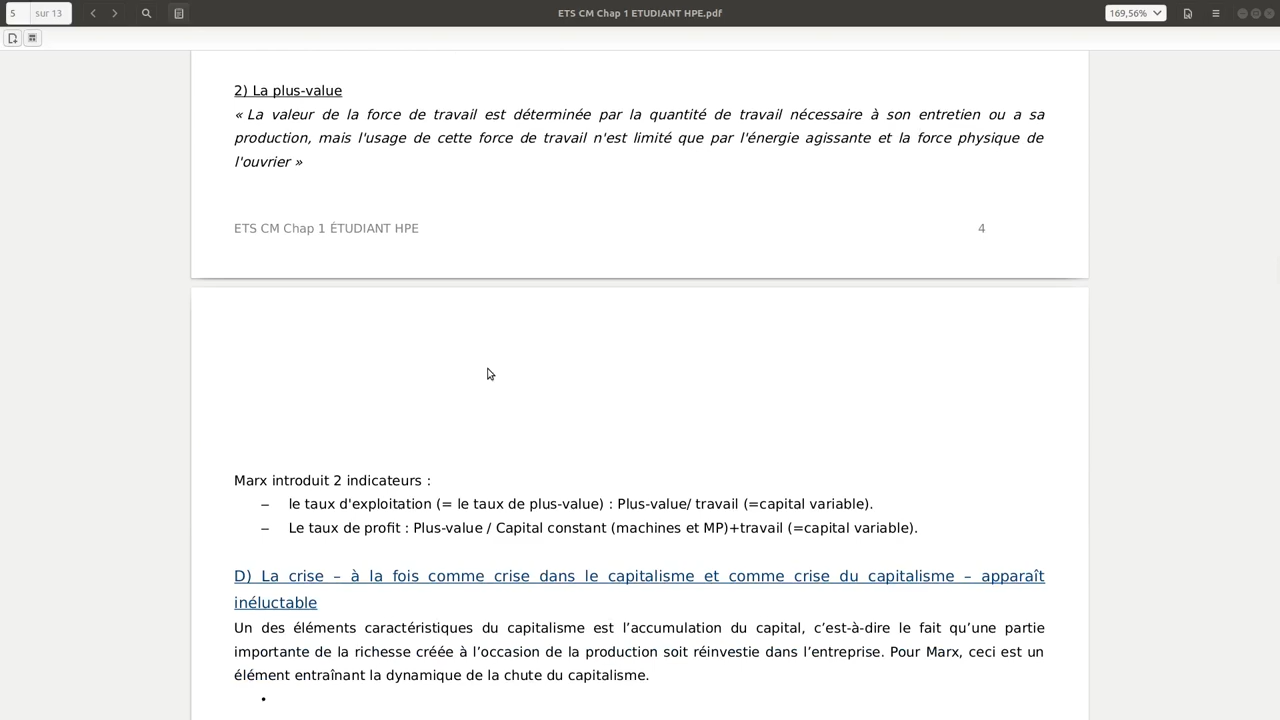 5 sur 13
ETS CM Chap 1 ETUDIANT HPE.pdf
169,56%
2) La plus-value
« La valeur de la force de travail est déterminée par la quantité de travail nécessaire à son entretien ou a sa
production, mais l'usage de cette force de travail n'est limité que par l'énergie agissante et la force physique de
l'ouvrier »
ETS CM Chap 1 ÉTUDIANT HPE 4
Marx introduit 2 indicateurs :
– le taux d'exploitation (= le taux de plus-value) : Plus-value/ travail (=capital variable).
– Le taux de profit : Plus-value / Capital constant (machines et MP)+travail (=capital variable).
D) La crise – à la fois comme crise dans le capitalisme et comme crise du capitalisme – apparaît
inéluctable
Un des éléments caractéristiques du capitalisme est l’accumulation du capital, c’est-à-dire le fait qu’une partie
importante de la richesse créée à l’occasion de la production soit réinvestie dans l’entreprise. Pour Marx, ceci est un
élément entraînant la dynamique de la chute du capitalisme.
•